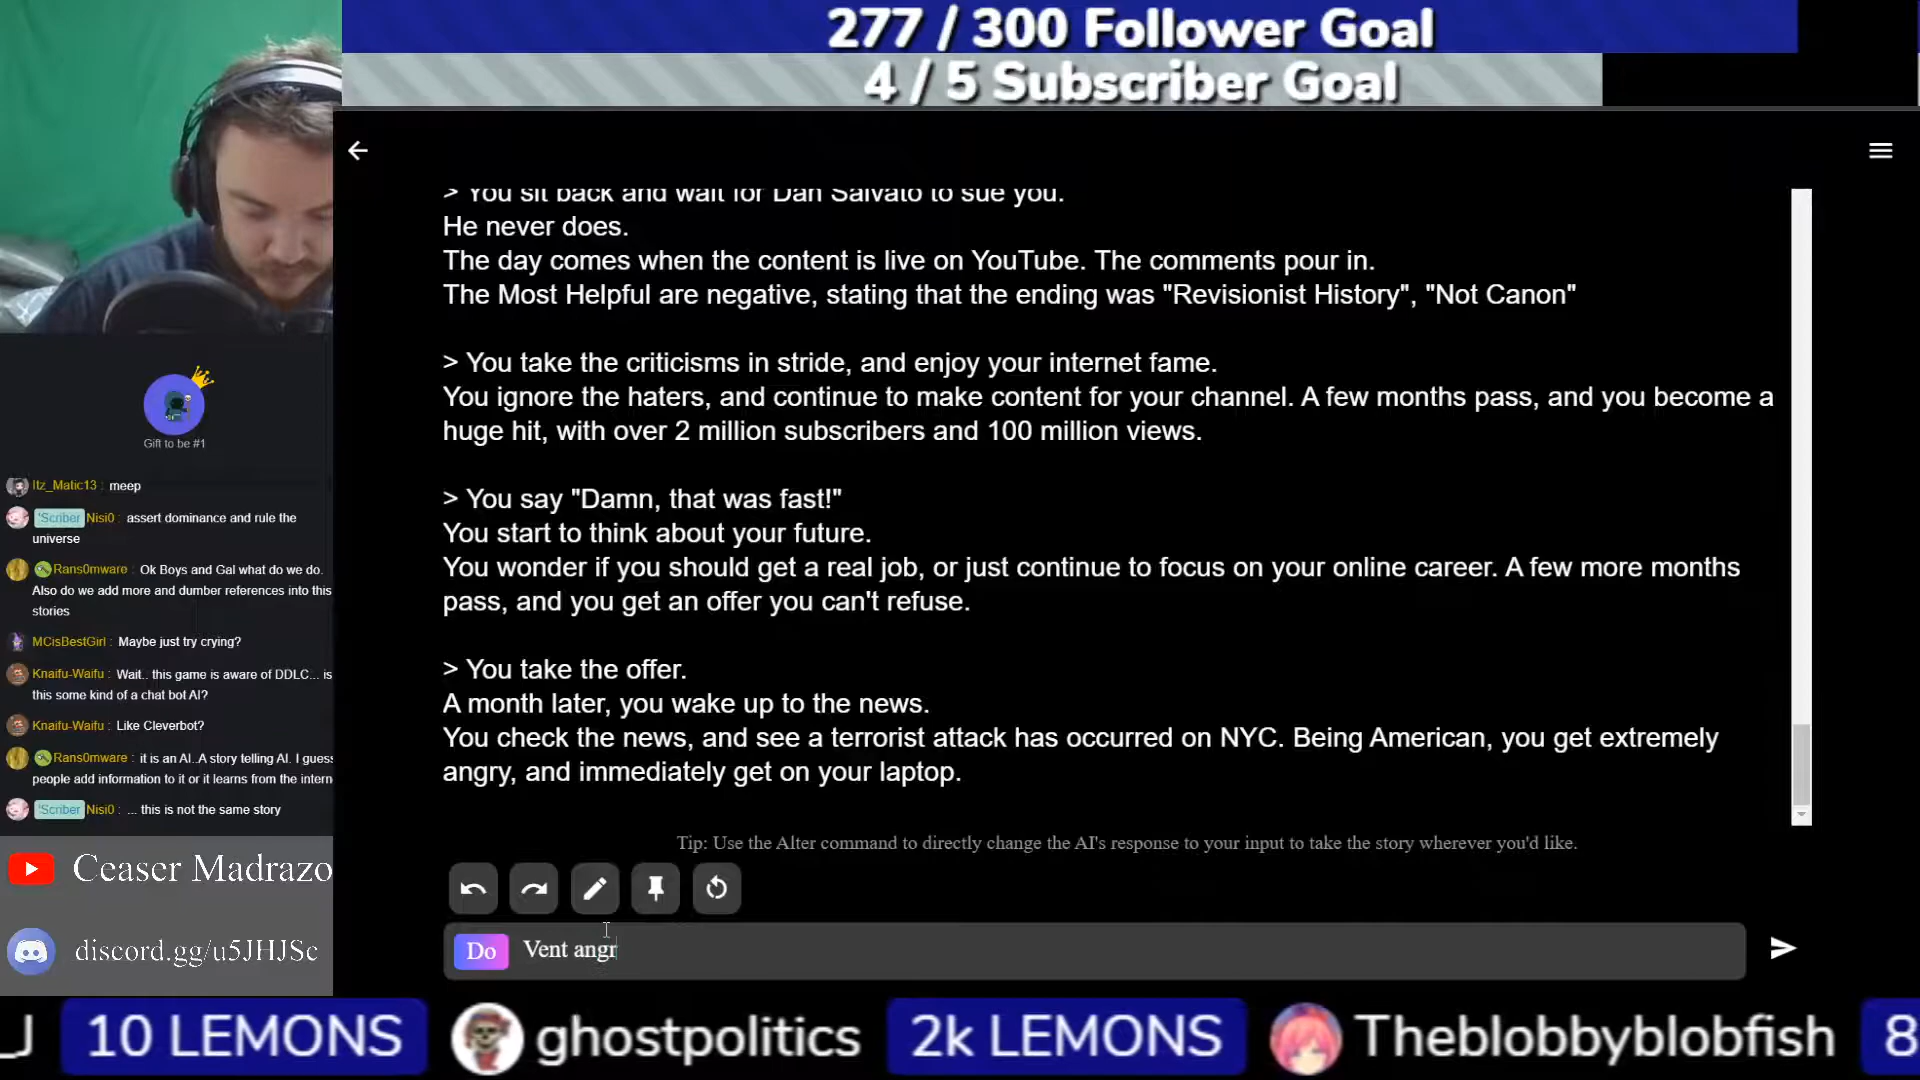 277 / 300 Follower Goal
4 / 5 Subscriber Goal
> You sit back and wait for Dan Salvato to sue you.
He never does.
The day comes when the content is live on YouTube. The comments pour in.
The Most Helpful are negative, stating that the ending was "Revisionist History", "Not Canon"
> You take the criticisms in stride, and enjoy your internet fame.
You ignore the haters, and continue to make content for your channel. A few months pass, and you become a
huge hit, with over 2 million subscribers and 100 million views.
> You say "Damn, that was fast!"
You start to think about your future.
You wonder if you should get a real job, or just continue to focus on your online career. A few more months
pass, and you get an offer you can't refuse.
> You take the offer.
A month later, you wake up to the news.
You check the news, and see a terrorist attack has occurred on NYC. Being American, you get extremely
angry, and immediately get on your laptop.
Tip: Use the Alter command to directly change the AI's response to your input to take the story wherever you'd like.
Do Vent angr
Gift to be #1
Itz_Matic13 : meep
'Scriber Nisi0 : assert dominance and rule the
universe
Rans0mware : Ok Boys and Gal what do we do.
Also do we add more and dumber references into this
stories
MCisBestGirl : Maybe just try crying?
Knaifu-Waifu : Wait.. this game is aware of DDLC... is
this some kind of a chat bot AI?
Knaifu-Waifu : Like Cleverbot?
Rans0mware : it is an AI..A story telling AI. I guess
people add information to it or it learns from the intern
'Scriber Nisi0 : ... this is not the same story
Ceaser Madrazo
discord.gg/u5JHJSc
_J 10 LEMONS ghostpolitics 2k LEMONS Theblobbyblobfish 8